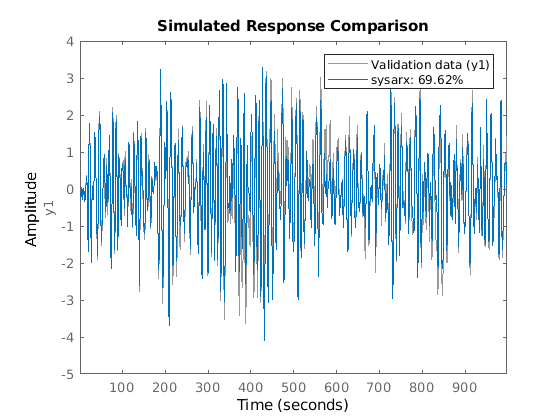 Simulated Response Comparison
Validation data (y1)
sysarx: 69.62%
Amplitude
y1
4
3
2
1
0
-1
-2
-3
-4
-5
100 200 300 400 500 600 700 800 900
Time (seconds)